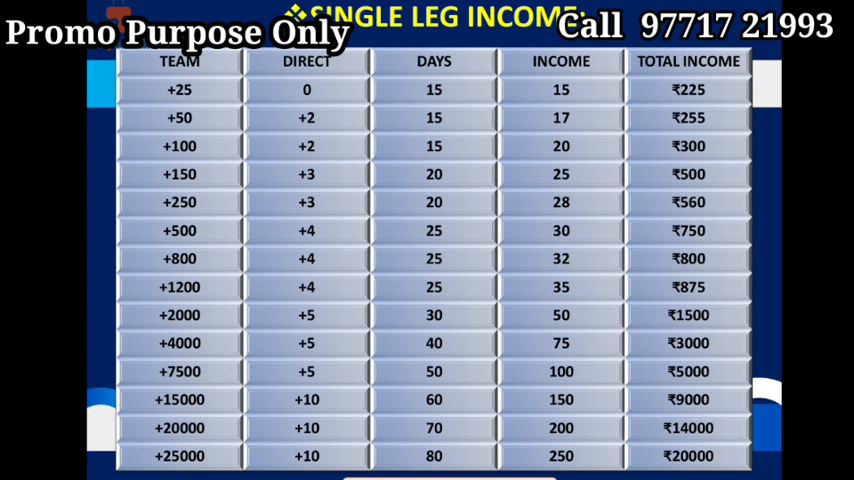 ❖SINGLE LEG INCOME:
Promo Purpose Only
Call 97717 21993
TEAM DIRECT DAYS INCOME TOTAL INCOME
+25 0 15 15 ₹225
+50 +2 15 17 ₹255
+100 +2 15 20 ₹300
+150 +3 20 25 ₹500
+250 +3 20 28 ₹560
+500 +4 25 30 ₹750
+800 +4 25 32 ₹800
+1200 +4 25 35 ₹875
+2000 +5 30 50 ₹1500
+4000 +5 40 75 ₹3000
+7500 +5 50 100 ₹5000
+15000 +10 60 150 ₹9000
+20000 +10 70 200 ₹14000
+25000 +10 80 250 ₹20000